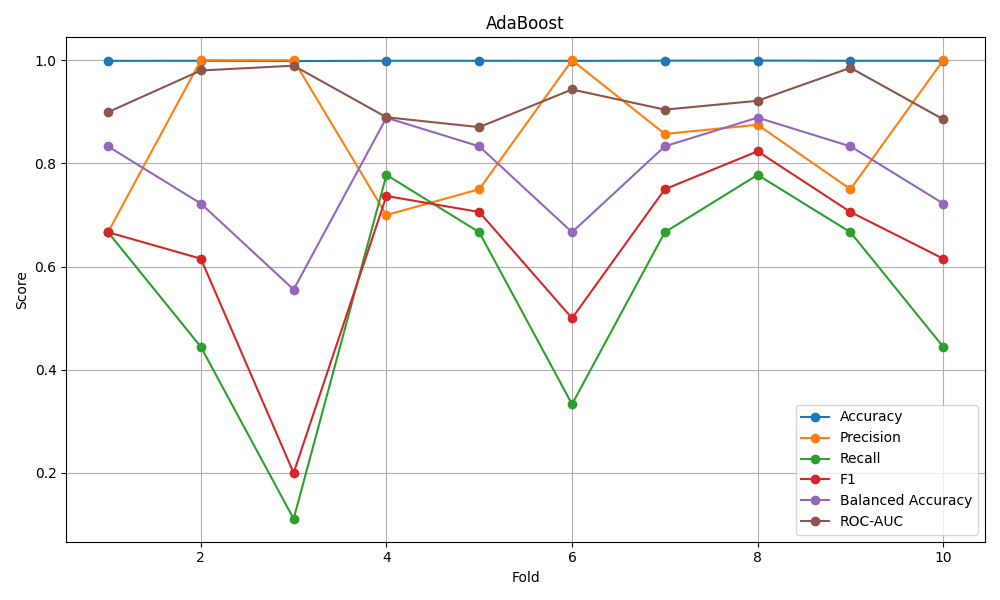 AdaBoost
1.0
0.8
0.6
0.4
0.2
Score
2 4 6 8 10
Fold
Accuracy
Precision
Recall
F1
Balanced Accuracy
ROC-AUC